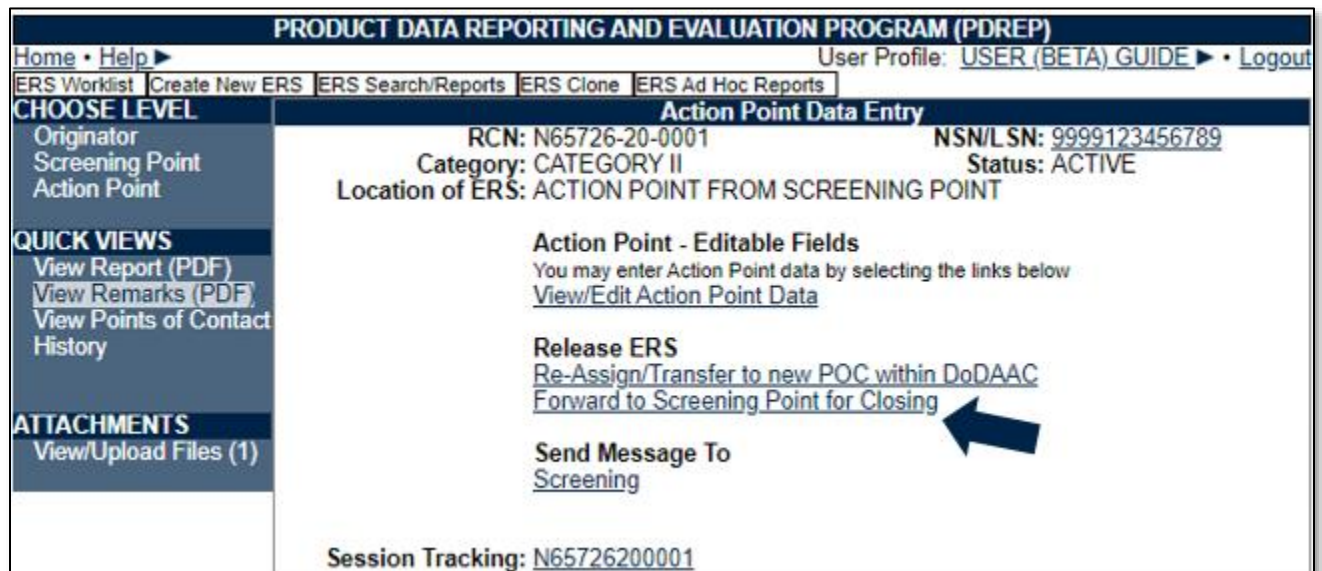 PRODUCT DATA REPORTING AND EVALUATION PROGRAM (PDREP)
Home • Help ▶ User Profile: USER (BETA) GUIDE ▶ • Logout
ERS Worklist Create New ERS ERS Search/Reports ERS Clone ERS Ad Hoc Reports
CHOOSE LEVEL
Originator
Screening Point
Action Point
QUICK VIEWS
View Report (PDF)
View Remarks (PDF)
View Points of Contact
History
ATTACHMENTS
View/Upload Files (1)
Action Point Data Entry
RCN: N65726-20-0001 NSN/LSN: 9999123456789
Category: CATEGORY II Status: ACTIVE
Location of ERS: ACTION POINT FROM SCREENING POINT
Action Point - Editable Fields
You may enter Action Point data by selecting the links below
View/Edit Action Point Data
Release ERS
Re-Assign/Transfer to new POC within DoDAAC
Forward to Screening Point for Closing
Send Message To
Screening
Session Tracking: N65726200001